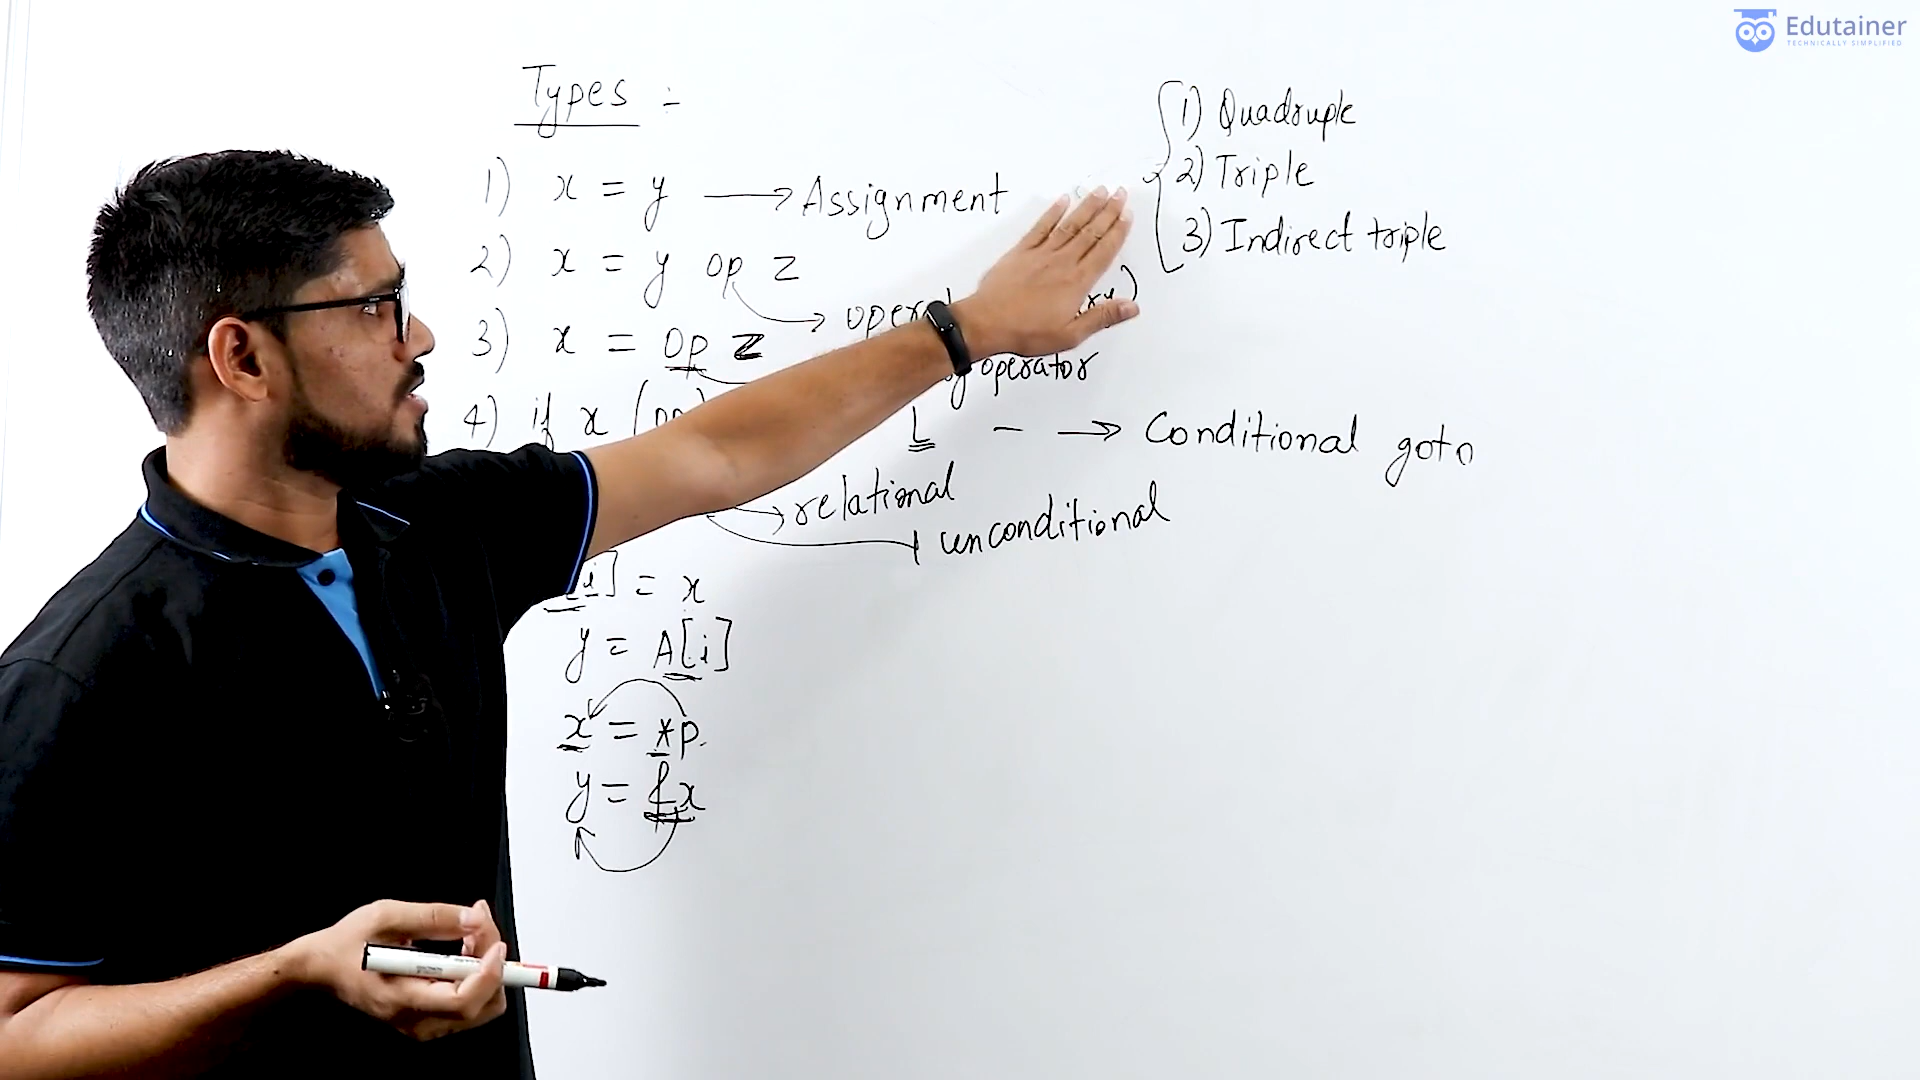 Edutainer
TECHNICALLY SIMPLIFIED
Types :-
1) x = y → Assignment
2) x = y op z
3) x = op z
operator
4) if x (op)
L - → Conditional goto
relational
unconditional
[i] = x
y = A[i]
x = *p.
y = &x
1) Quadruple
2) Triple
3) Indirect triple